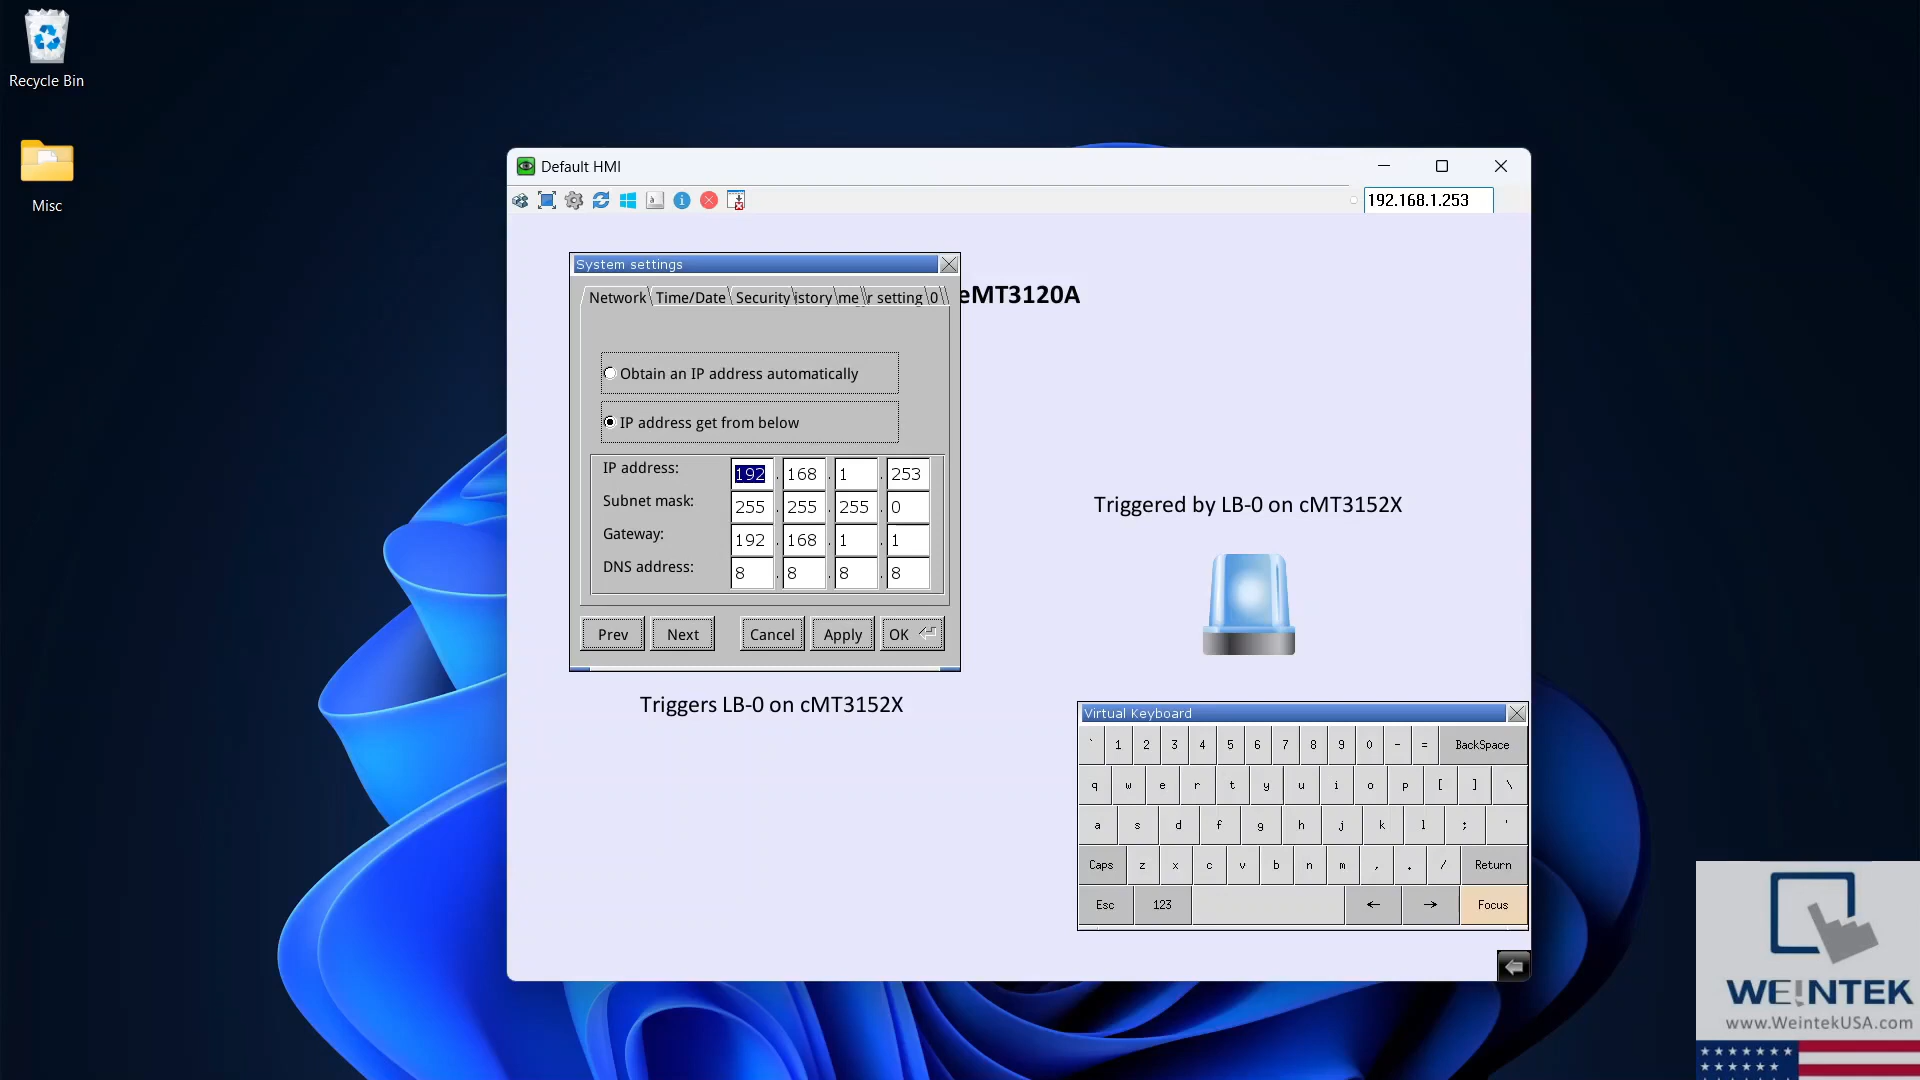 Recycle Bin
Misc
Default HMI
192.168.1.253
eMT3120A
System settings
Network Time/Date Security istory me r setting 0
Obtain an IP address automatically
IP address get from below
IP address: 192 . 168 . 1 . 253
Subnet mask: 255 . 255 . 255 . 0
Gateway: 192 . 168 . 1 . 1
DNS address: 8 . 8 . 8 . 8
Prev Next Cancel Apply OK
Triggers LB-0 on cMT3152X
Triggered by LB-0 on cMT3152X
Virtual Keyboard
` 1 2 3 4 5 6 7 8 9 0 - = BackSpace
q w e r t y u i o p [ ] \
a s d f g h j k l ; '
Caps z x c v b n m , . / Return
Esc 123 ← → Focus
WEINTEK
www.WeintekUSA.com